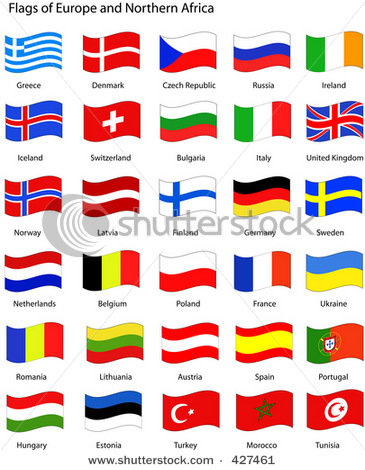 Flags of Europe and Northern Africa
Greece Denmark Czech Republic Russia Ireland
Iceland Switzerland Bulgaria Italy United Kingdom
shutterstock
Norway Latvia Finland Germany Sweden
Netherlands Belgium Poland France Ukraine
Romania Lithuania Austria Spain Portugal
Hungary Estonia Turkey Morocco Tunisia
www.shutterstock.com · 427461